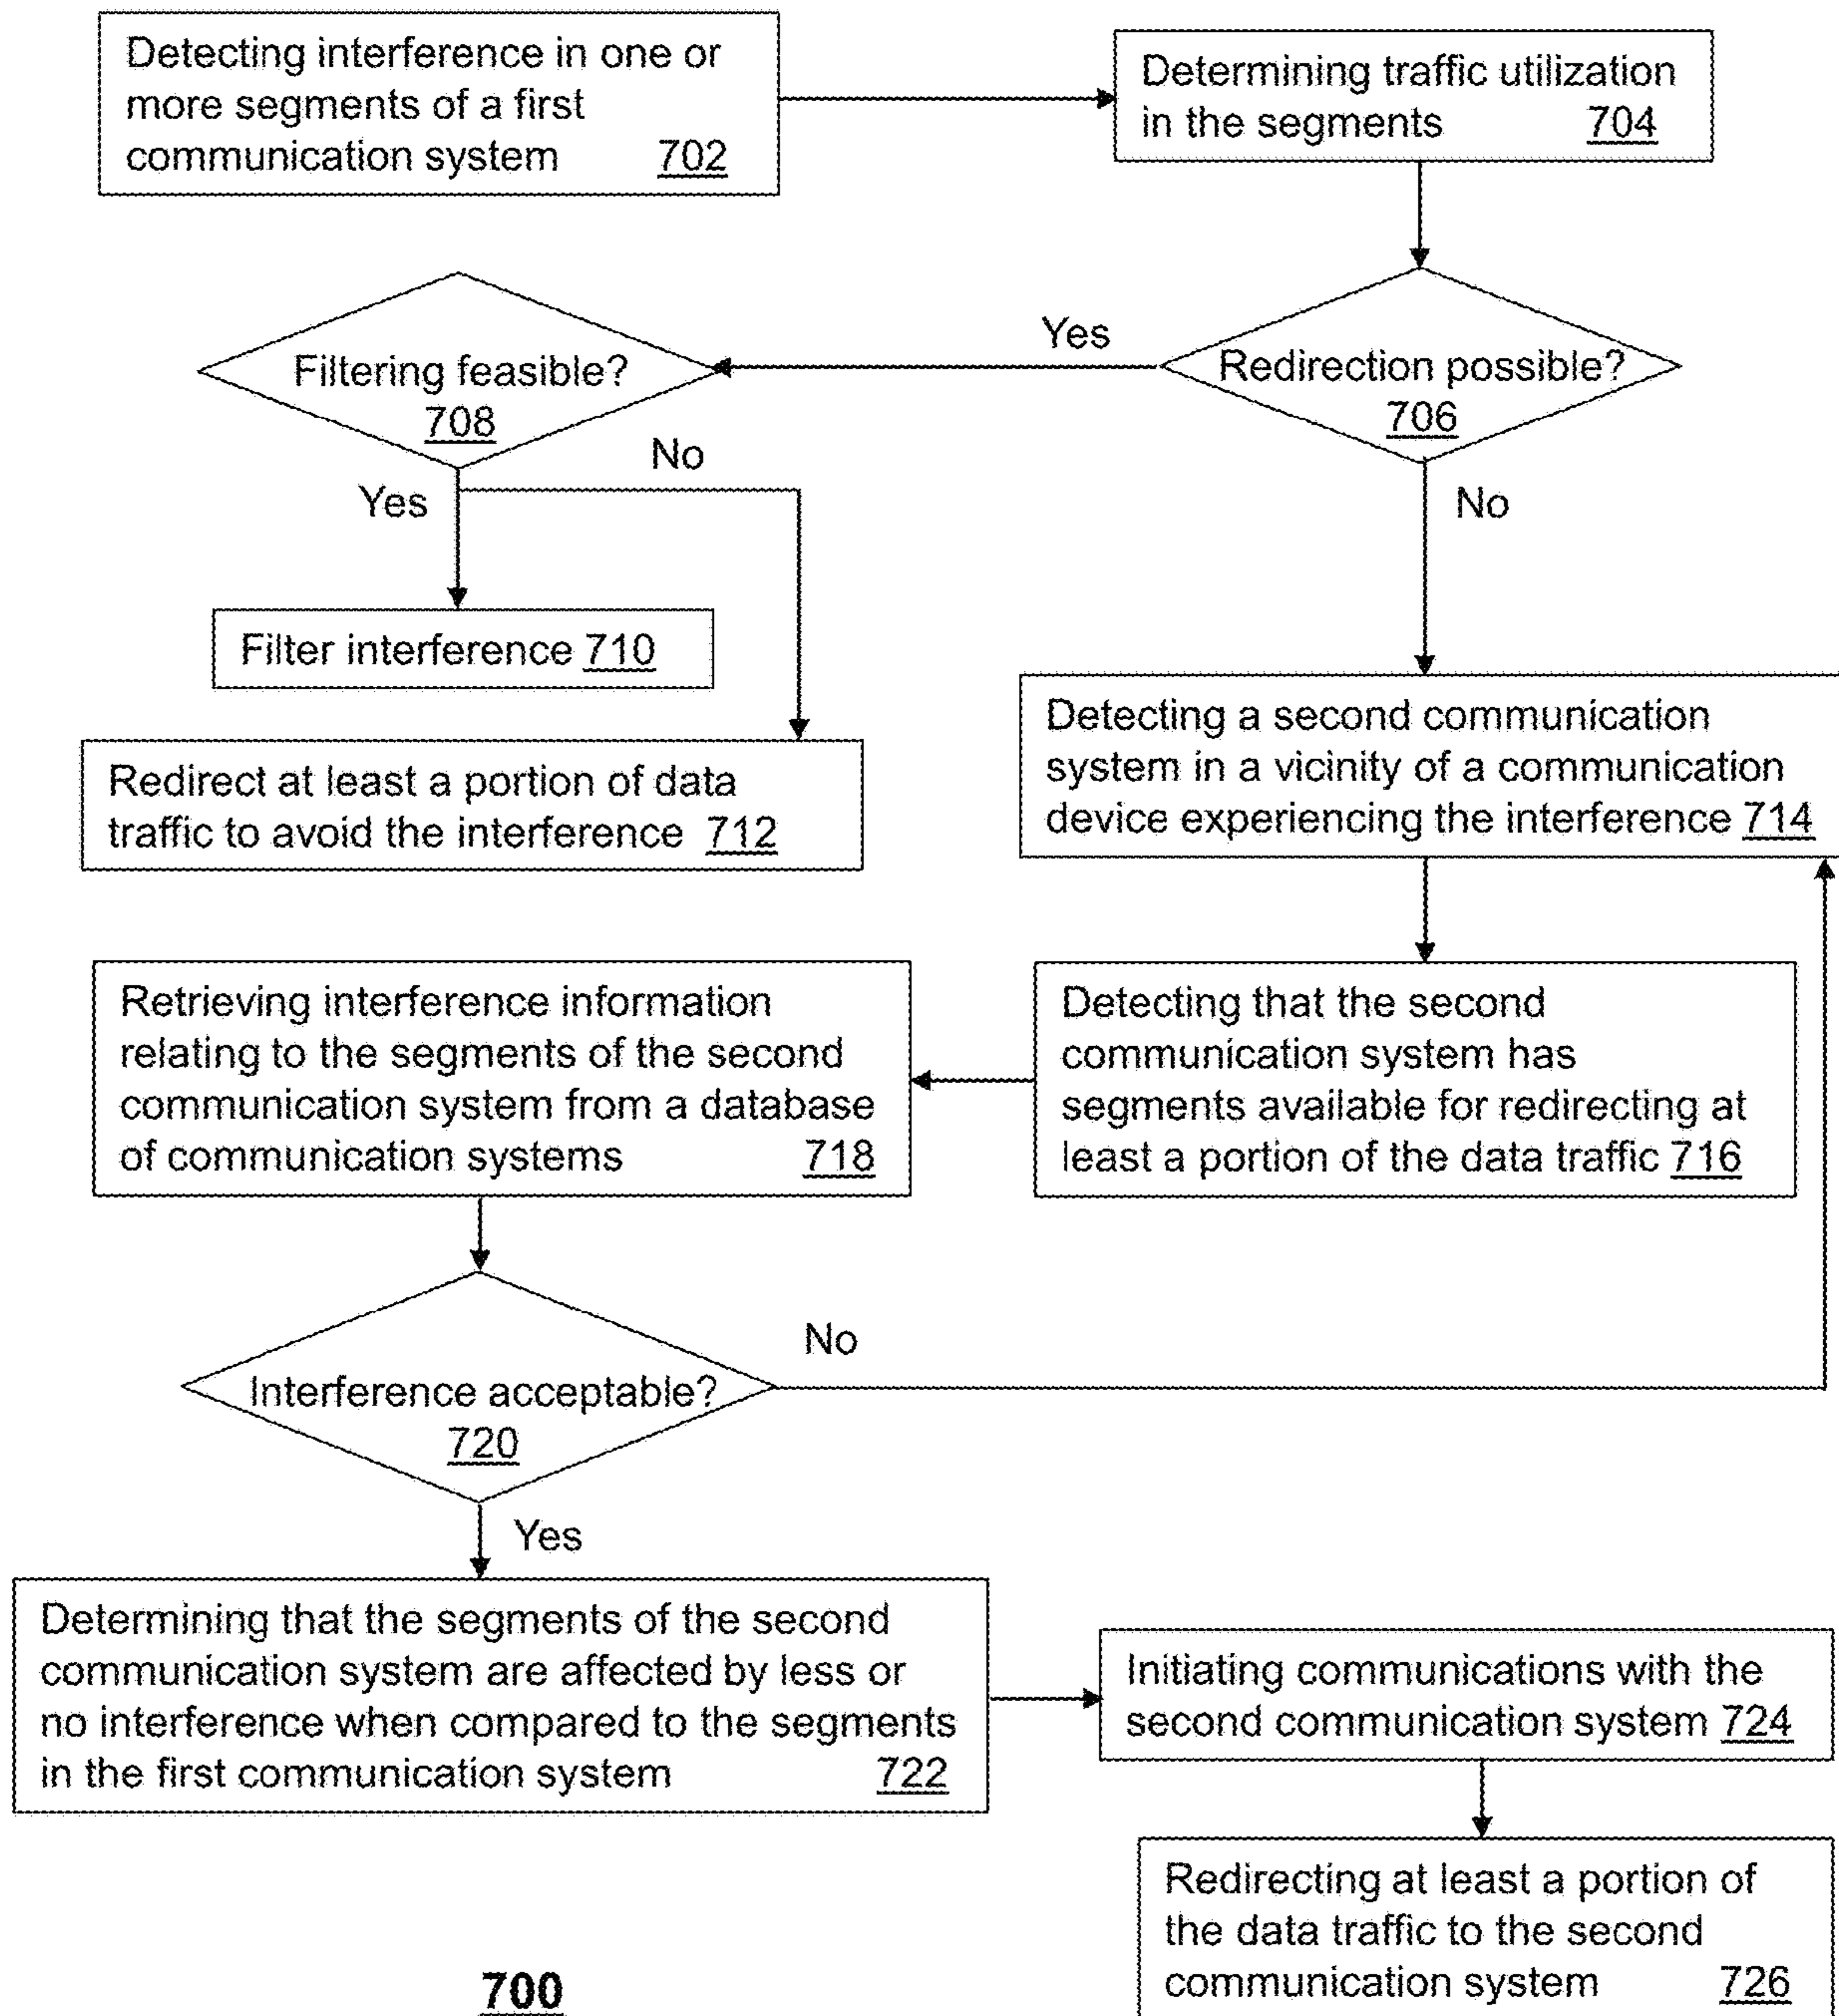 Detecting interference in one or
more segments of a first
communication system 702
Determining traffic utilization
in the segments 704
Redirection possible?
706
Yes
No
Filtering feasible?
708
No
Yes
Filter interference 710
Redirect at least a portion of data
traffic to avoid the interference 712
Detecting a second communication
system in a vicinity of a communication
device experiencing the interference 714
Detecting that the second
communication system has
segments available for redirecting at
least a portion of the data traffic 716
Retrieving interference information
relating to the segments of the second
communication system from a database
of communication systems 718
Interference acceptable?
720
No
Yes
Determining that the segments of the second
communication system are affected by less or
no interference when compared to the segments
in the first communication system 722
Initiating communications with the
second communication system 724
Redirecting at least a portion of
the data traffic to the second
communication system 726
700